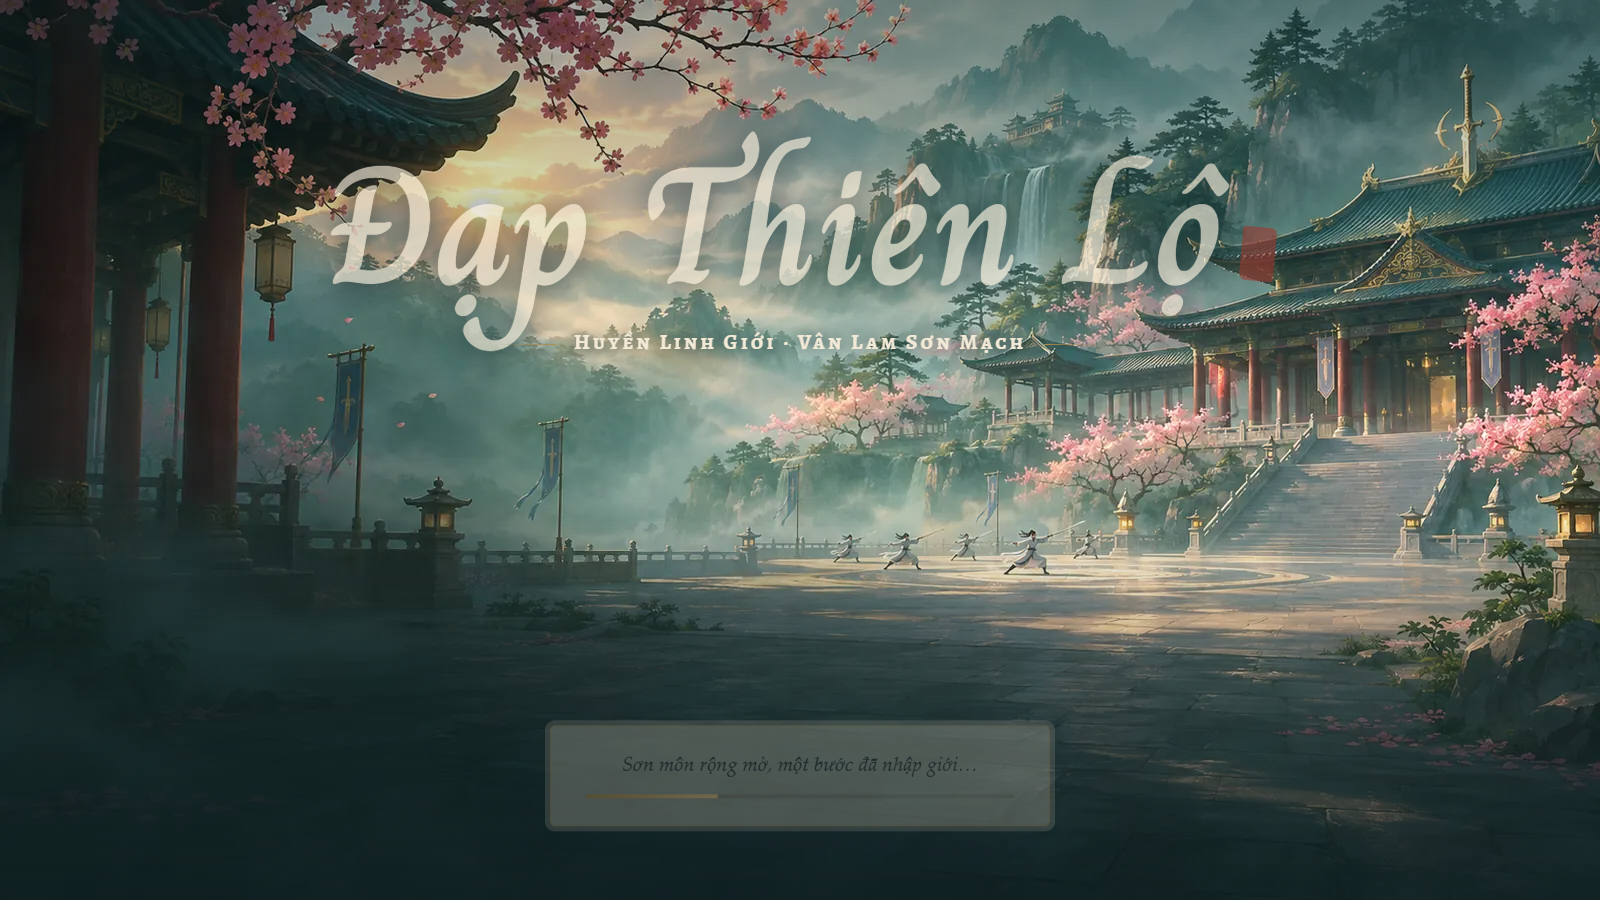 Đạp Thiên Lộ
Huyền Linh Giới · Vân Lam Sơn Mạch
Sơn môn rộng mở, một bước đã nhập giới...